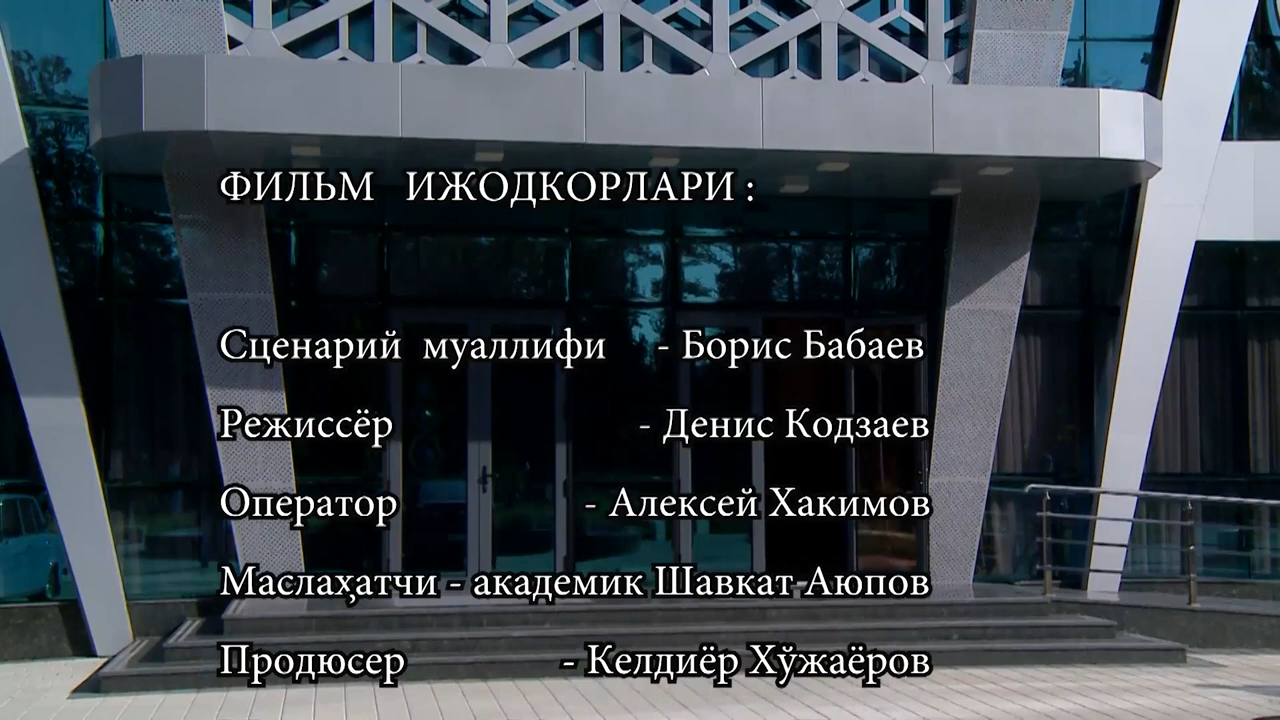 ФИЛЬМ ИЖОДКОРЛАРИ :
Сценарий муаллифи - Борис Бабаев
Режиссёр - Денис Кодзаев
Оператор - Алексей Хакимов
Маслаҳатчи - академик Шавкат Аюпов
Продюсер - Келдиёр Хўжаёров